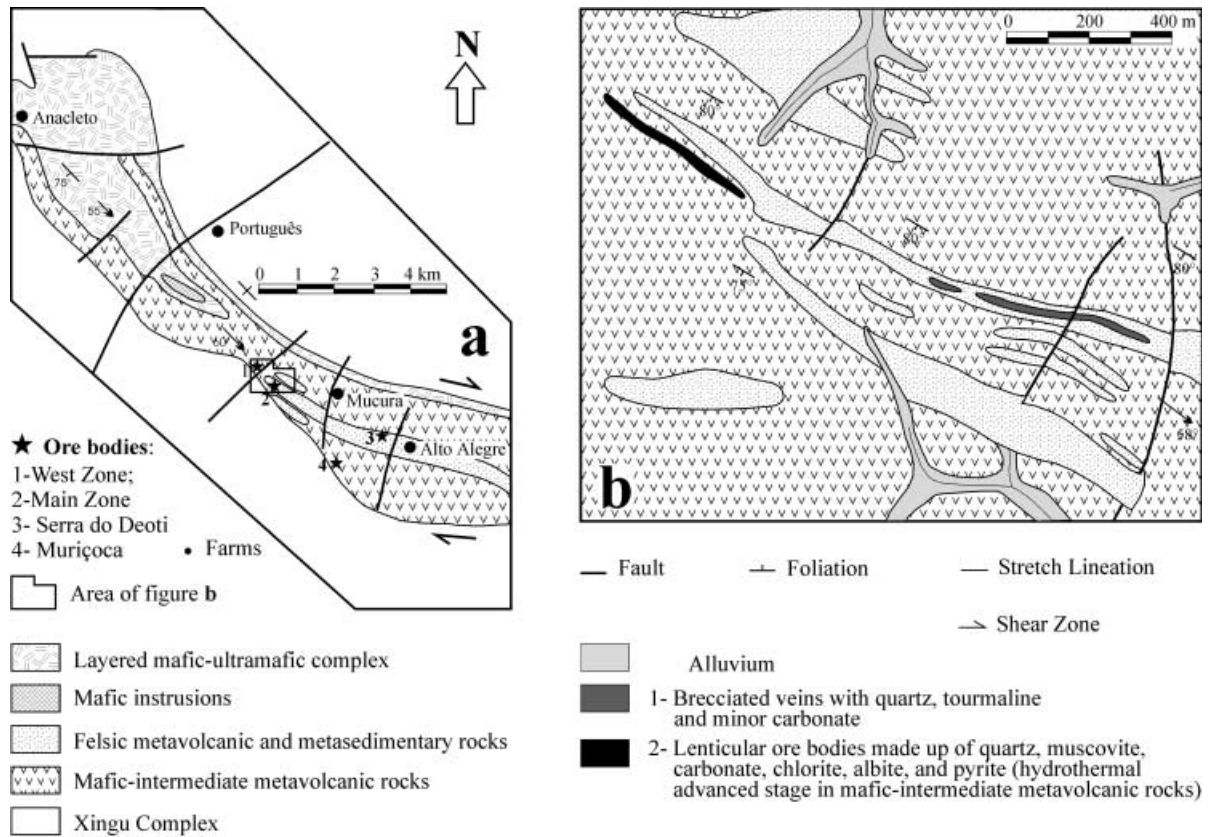 N
Anacleto
75°
55°
Português
0 1 2 4 km
a
60°
1
2
Mucura
3
Alto Alegre
4
★ Ore bodies:
1-West Zone;
2-Main Zone
3- Serra do Deoti
4- Muriçoca • Farms
Area of figure b
Layered mafic-ultramafic complex
Mafic instrusions
Felsic metavolcanic and metasedimentary rocks
Mafic-intermediate metavolcanic rocks
Xingu Complex
0 200 400 m
80°
75°
80°
58°
b
Fault
Foliation
Stretch Lineation
Shear Zone
Alluvium
1- Brecciated veins with quartz, tourmaline
and minor carbonate
2- Lenticular ore bodies made up of quartz, muscovite,
carbonate, chlorite, albite, and pyrite (hydrothermal
advanced stage in mafic-intermediate metavolcanic rocks)